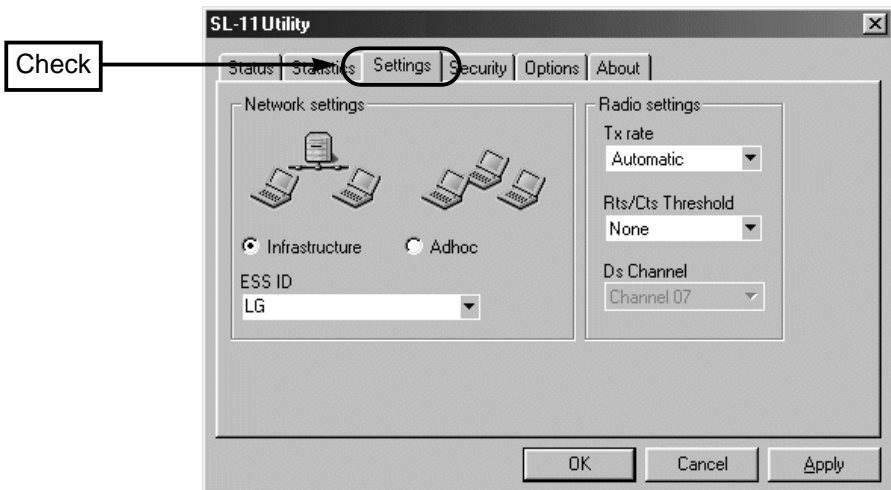 SL-11 Utility
Check
Status Statistics Settings Security Options About
Network settings
Radio settings
Tx rate
Automatic
Rts/Cts Threshold
None
Infrastructure Adhoc
Ds Channel
Channel 07
ESS ID
LG
OK Cancel Apply